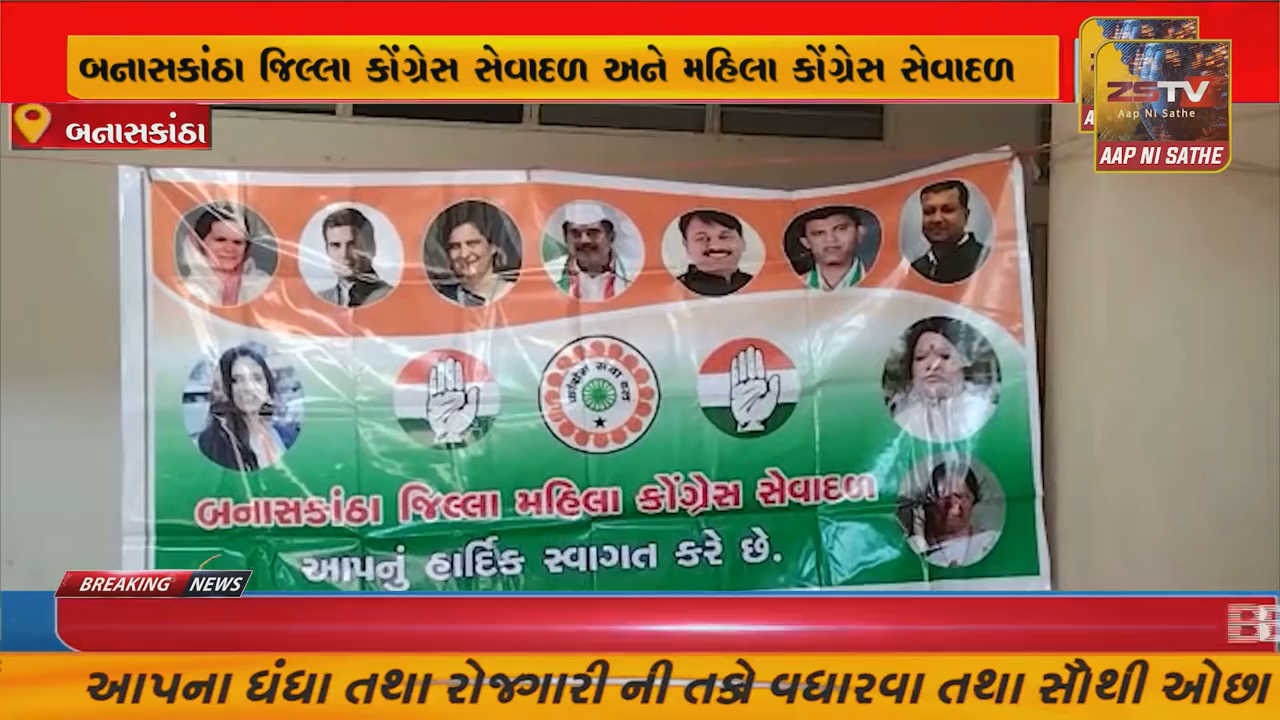 બનાસકાંઠા જિલ્લા કોંગ્રેસ સેવાદળ અને મહિલા કોંગ્રેસ સેવાદળ
ZSTV
Aap Ni Sathe
AAP NI SATHE
બનાસકાંઠા
कांग्रेस सेवा दल
બનાસકાંઠા જિલ્લા મહિલા કોંગ્રેસ સેવાદળ
આપનું હાર્દિક સ્વાગત કરે છે.
BREAKING NEWS
આપના ધંધા તથા રોજગારી ની તકો વધારવા તથા સૌથી ઓછા